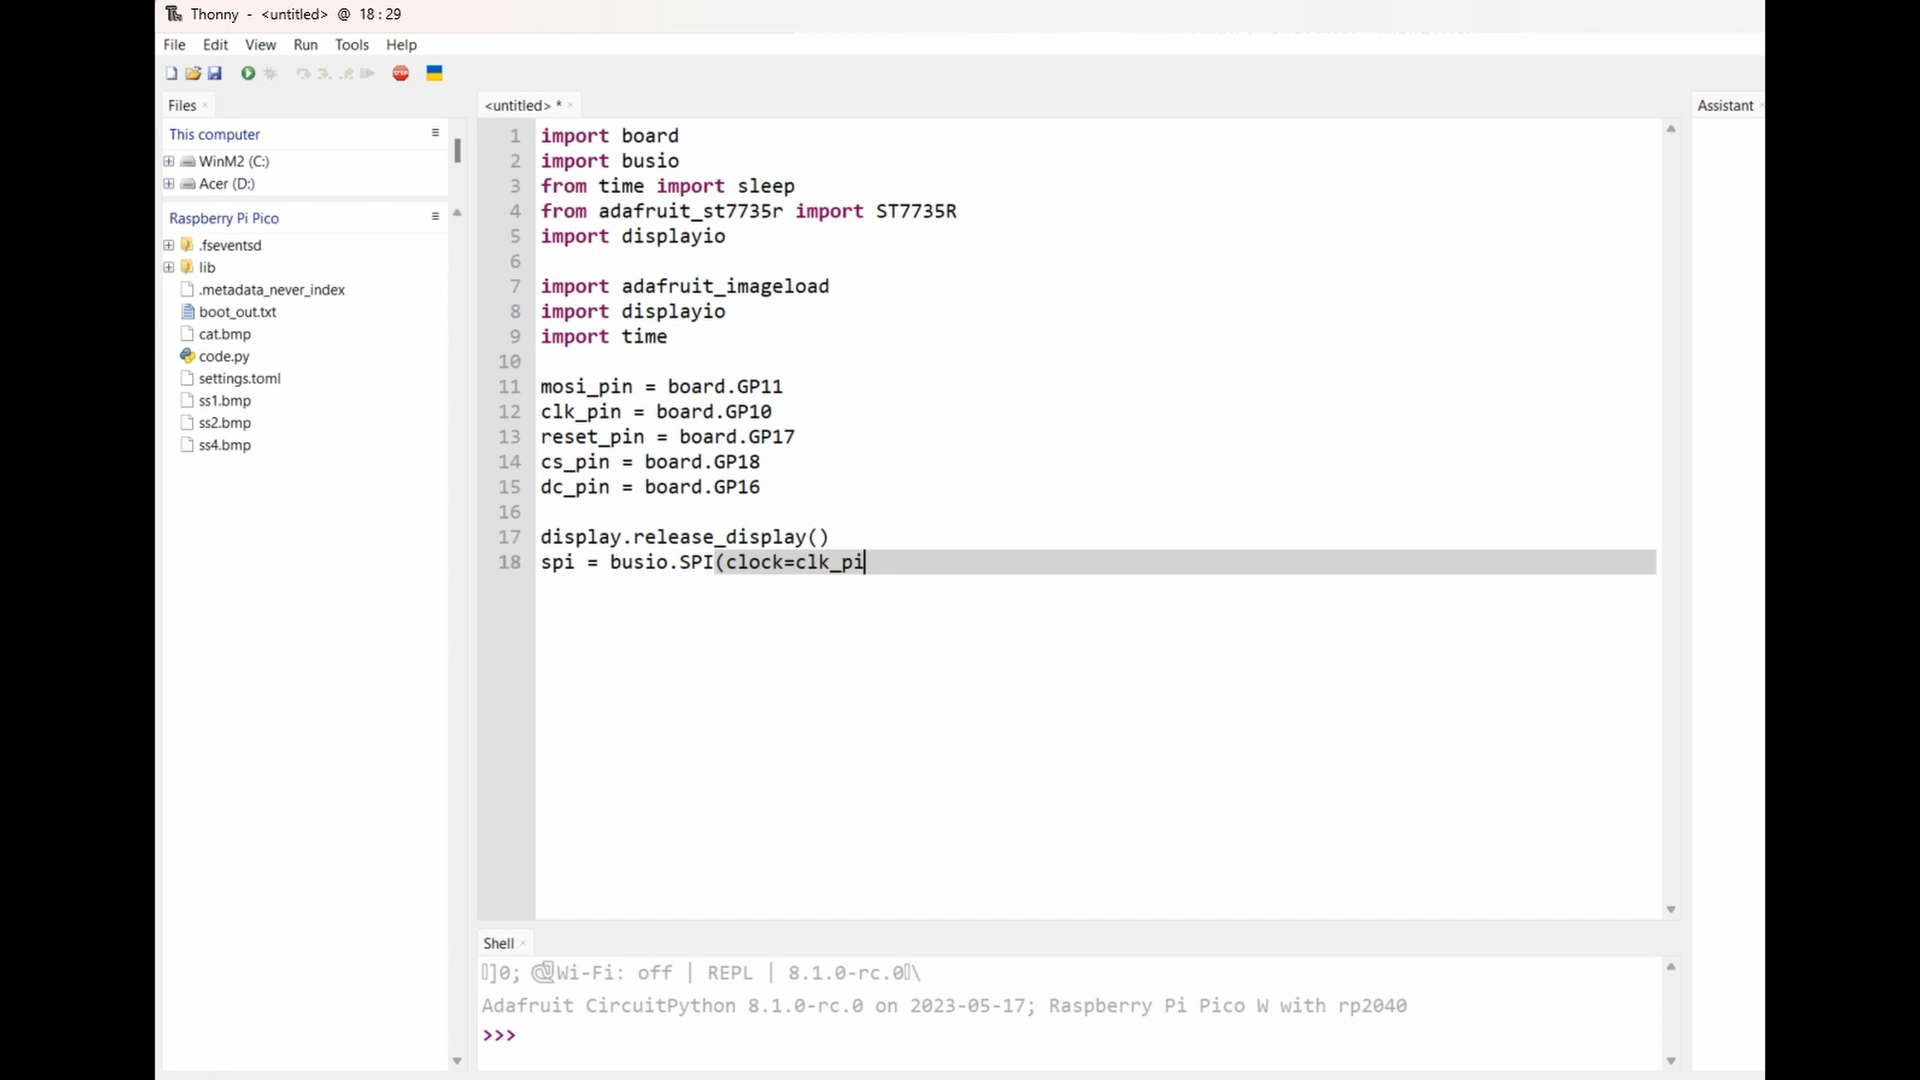 Thonny - <untitled> @ 18:29
File Edit View Run Tools Help
Files
This computer
WinM2 (C:)
Acer (D:)
Raspberry Pi Pico
.fseventsd
lib
.metadata_never_index
boot_out.txt
cat.bmp
code.py
settings.toml
ss1.bmp
ss2.bmp
ss4.bmp
<untitled> *
1 import board
2 import busio
3 from time import sleep
4 from adafruit_st7735r import ST7735R
5 import displayio
6
7 import adafruit_imageload
8 import displayio
9 import time
10
11 mosi_pin = board.GP11
12 clk_pin = board.GP10
13 reset_pin = board.GP17
14 cs_pin = board.GP18
15 dc_pin = board.GP16
16
17 display.release_display()
18 spi = busio.SPI(clock=clk_pi
Shell
]0; Wi-Fi: off | REPL | 8.1.0-rc.0\
Adafruit CircuitPython 8.1.0-rc.0 on 2023-05-17; Raspberry Pi Pico W with rp2040
>>>
Assistant